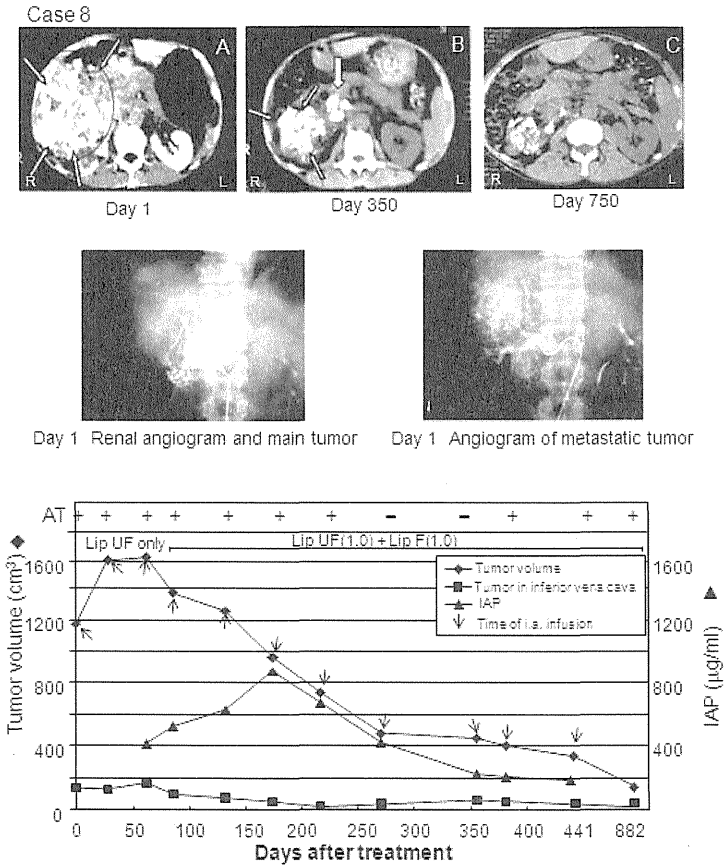 Case 8
A
B
C
R
R L
R L
L
Day 1
Day 350
Day 750
Day 1 Renal angiogram and main tumor
Day 1 Angiogram of metastatic tumor
AT + + + + + + + − − + + +
Lip UF only
Lip UF(1.0) + Lip F(1.0)
Tumor volume
Tumor in inferior vena cava
IAP
Time of i.a. infusion
Tumor volume (cm³)
1600
1200
800
400
0
1600
1200
800
400
0
IAP (µg/ml)
0 50 100 150 200 250 300 350 400 441 882
Days after treatment